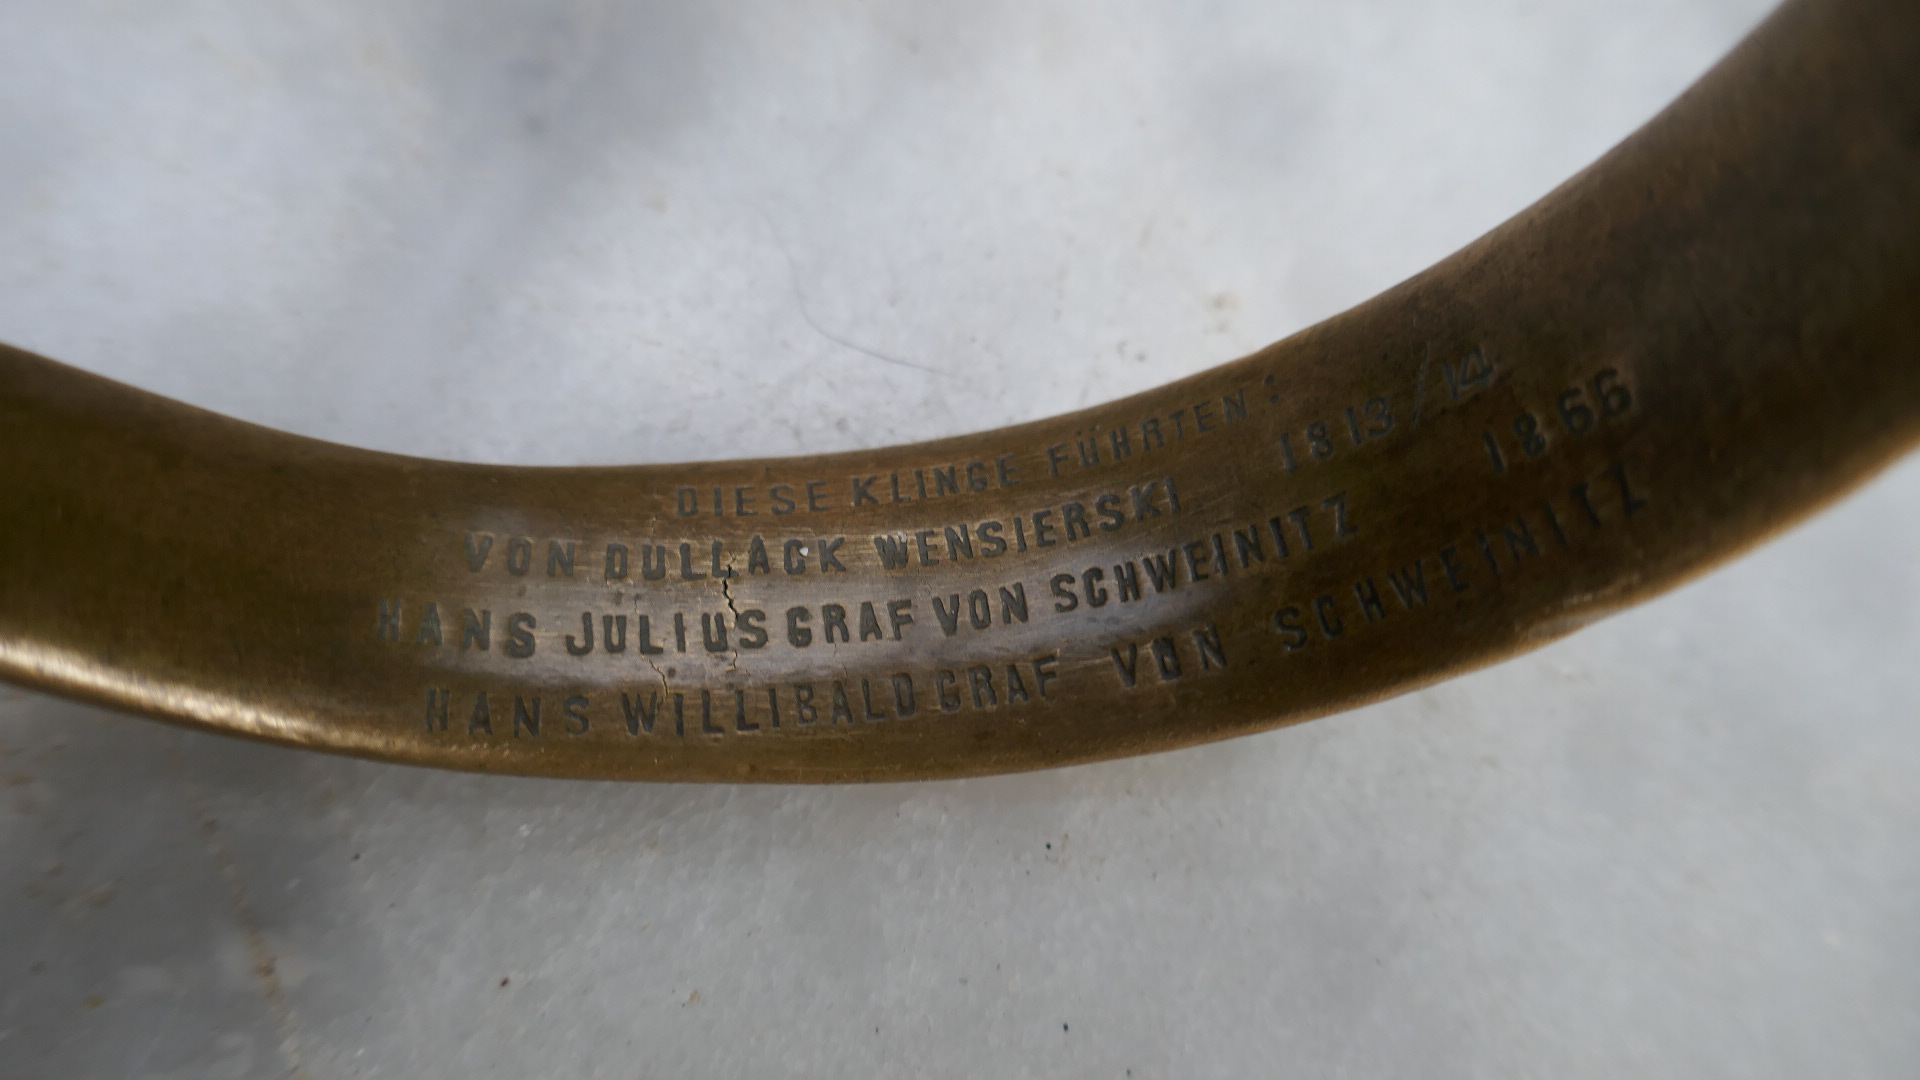 DIESE KLINGE FÜHRTEN:
VON DULLACK WENSIERSKI 1813/14
HANS JULIUS GRAF VON SCHWEINITZ 1866
HANS WILLIBALD GRAF VON SCHWEINITZ